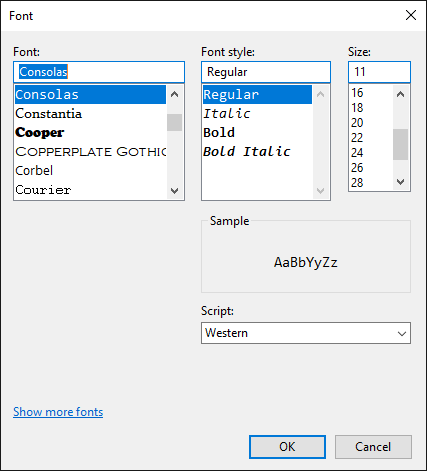 Font
Font:
Consolas
Consolas
Constantia
Cooper
Copperplate Gothic
Corbel
Courier
Font style:
Regular
Regular
Italic
Bold
Bold Italic
Size:
11
16
18
20
22
24
26
28
Sample
AaBbYyZz
Script:
Western
Show more fonts
OK
Cancel